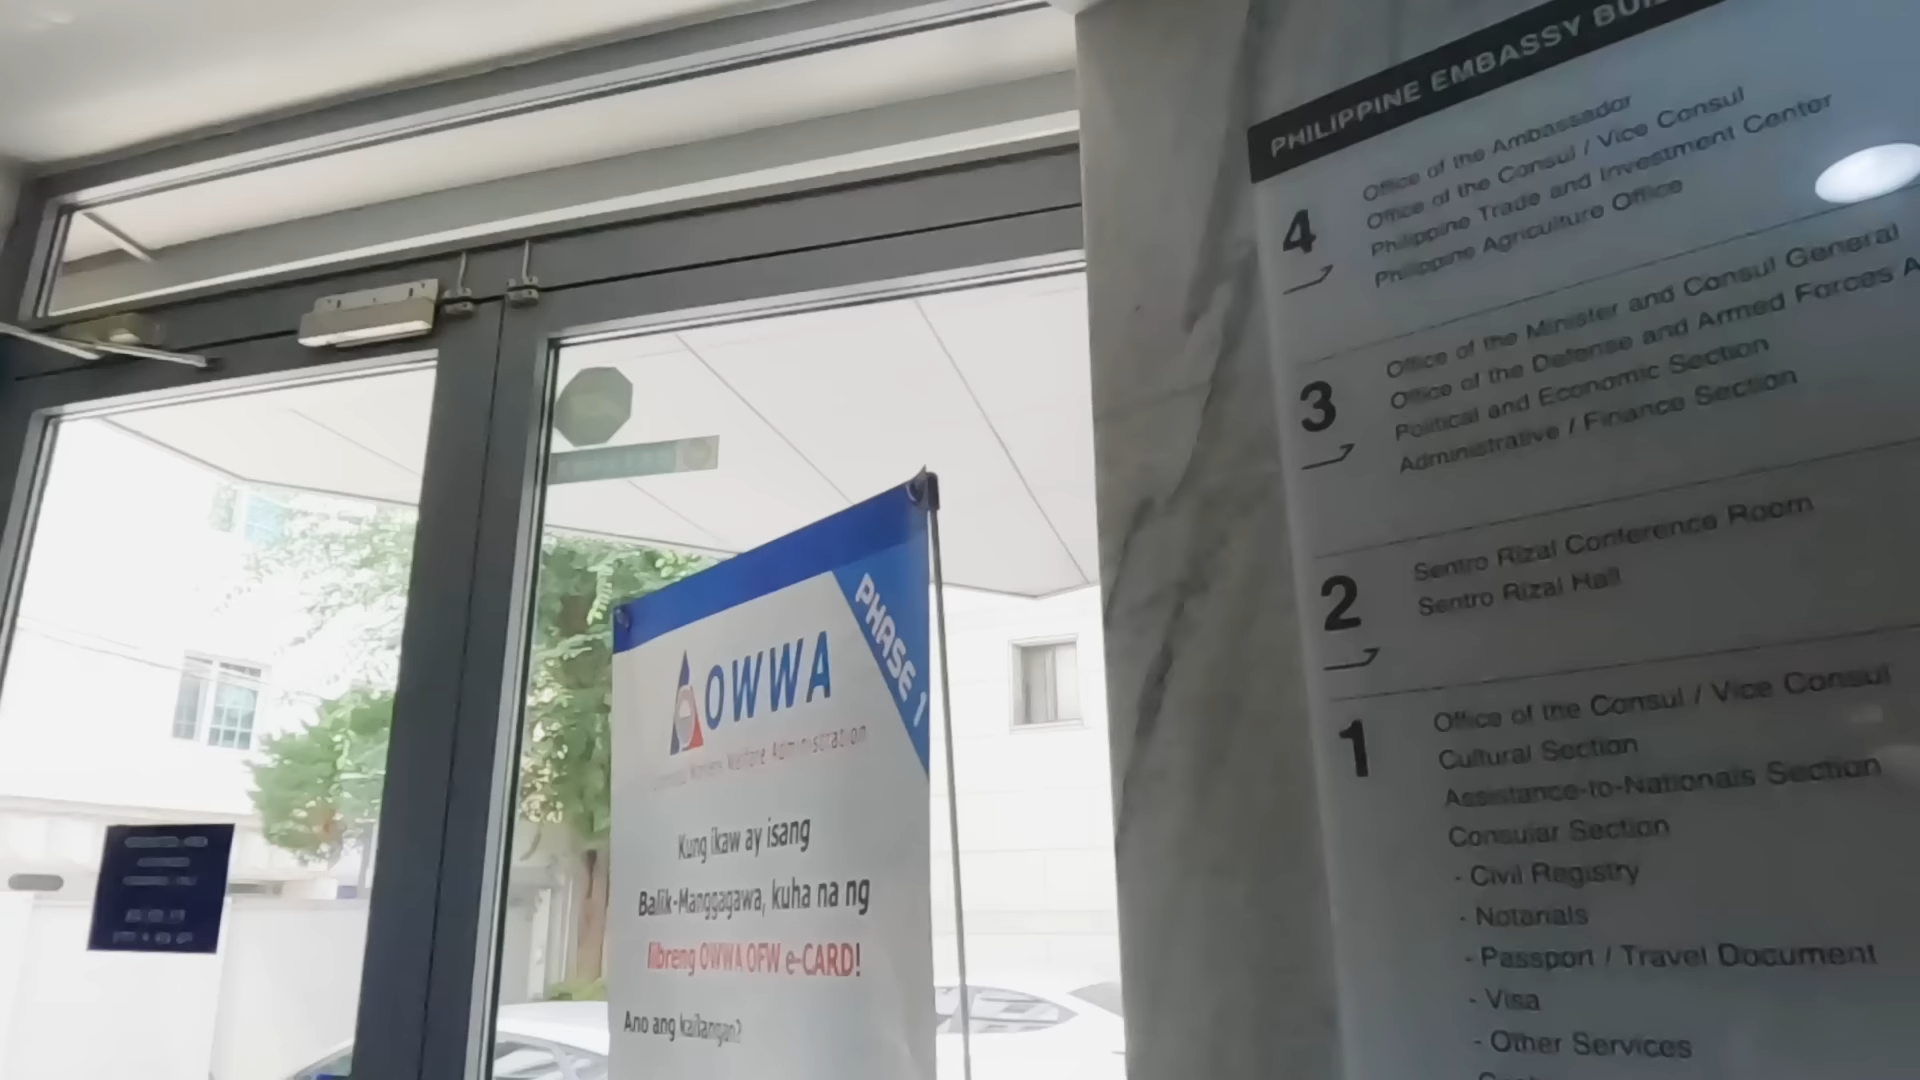 OWWA
Overseas Workers Welfare Administration
PHASE 1
Kung ikaw ay isang
Balik-Manggagawa, kuha na ng
libreng OWWA OFW e-CARD!
Ano ang kailangan?
PHILIPPINE EMBASSY
4
Office of the Ambassador
Office of the Consul / Vice Consul
Philippine Trade and Investment Center
Philippine Agriculture Office
3
Office of the Minister and Consul General
Office of the Defense and Armed Forces
Political and Economic Section
Administrative / Finance Section
2
Sentro Rizal Conference Room
Sentro Rizal Hall
1
Office of the Consul / Vice Consul
Cultural Section
Assistance-to-Nationals Section
Consular Section
- Civil Registry
- Notarials
- Passport / Travel Document
- Visa
- Other Services